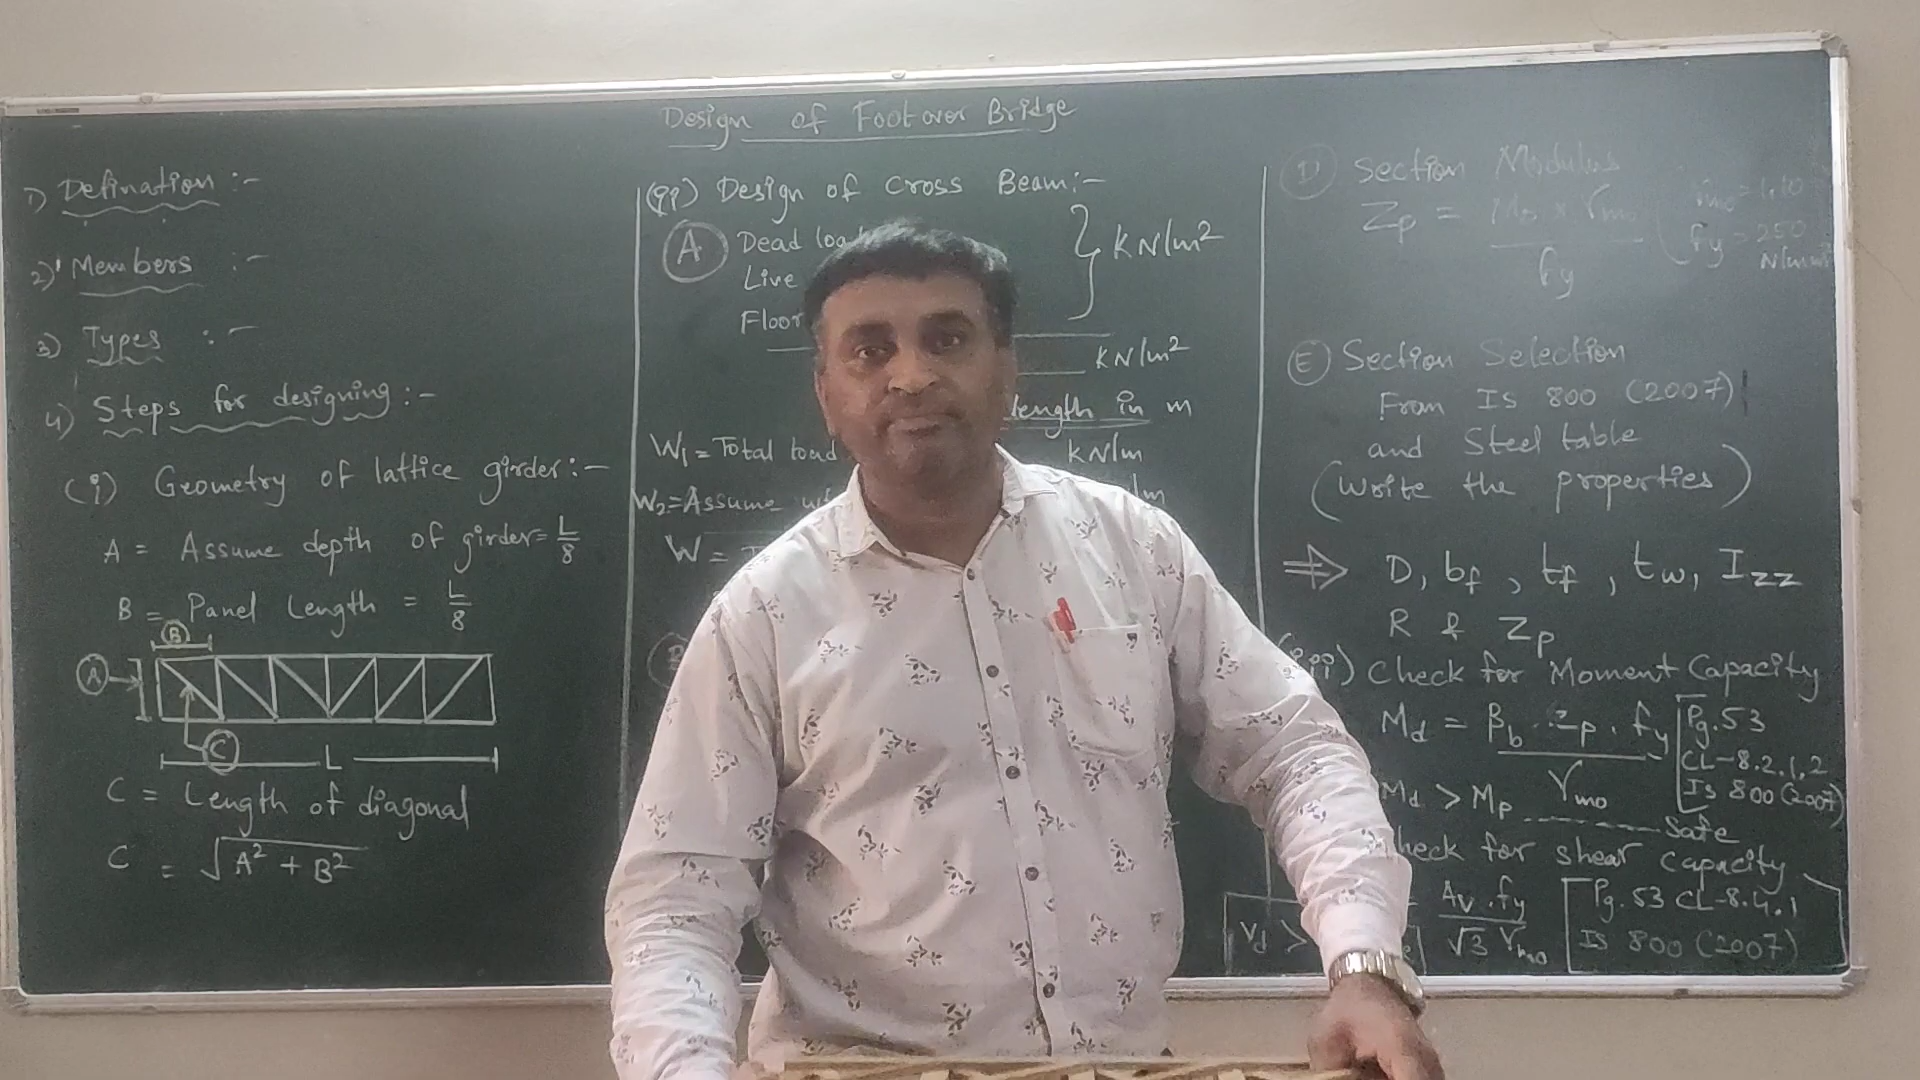 Design of Foot over Bridge
1) Defination :-
2) Members :-
3) Types :-
4) Steps for designing :-
(i) Geometry of lattice girder :-
A = Assume depth of girder = L/8
B = Panel Length = L/8
B
A
C
L
C = Length of diagonal
C = √(A² + B²)
(ii) Design of Cross Beam :-
A Dead
Live
Floor
} kN/m²
kN/m²
length in m
W₁ = Total load kN/m
W₂ = Assume
W =
D Section Modulus
Zp = × γmo / fy
γmo = 1.10
fy = 250
N/mm²
E Section Selection
From IS 800 (2007)
and Steel table
(Write the properties)
⇒ D, bf, tf, tw, Izz
R & Zp
(iii) Check for Moment Capacity
Md = βb . Zp . fy / γmo
[Pg. 53
CL-8.2.1.2
IS 800 (2007)
Md > Mp ------- Safe
check for shear capacity
Av . fy / √3 γmo
Vd >
[Pg. 53 CL-8.4.1
IS 800 (2007)]